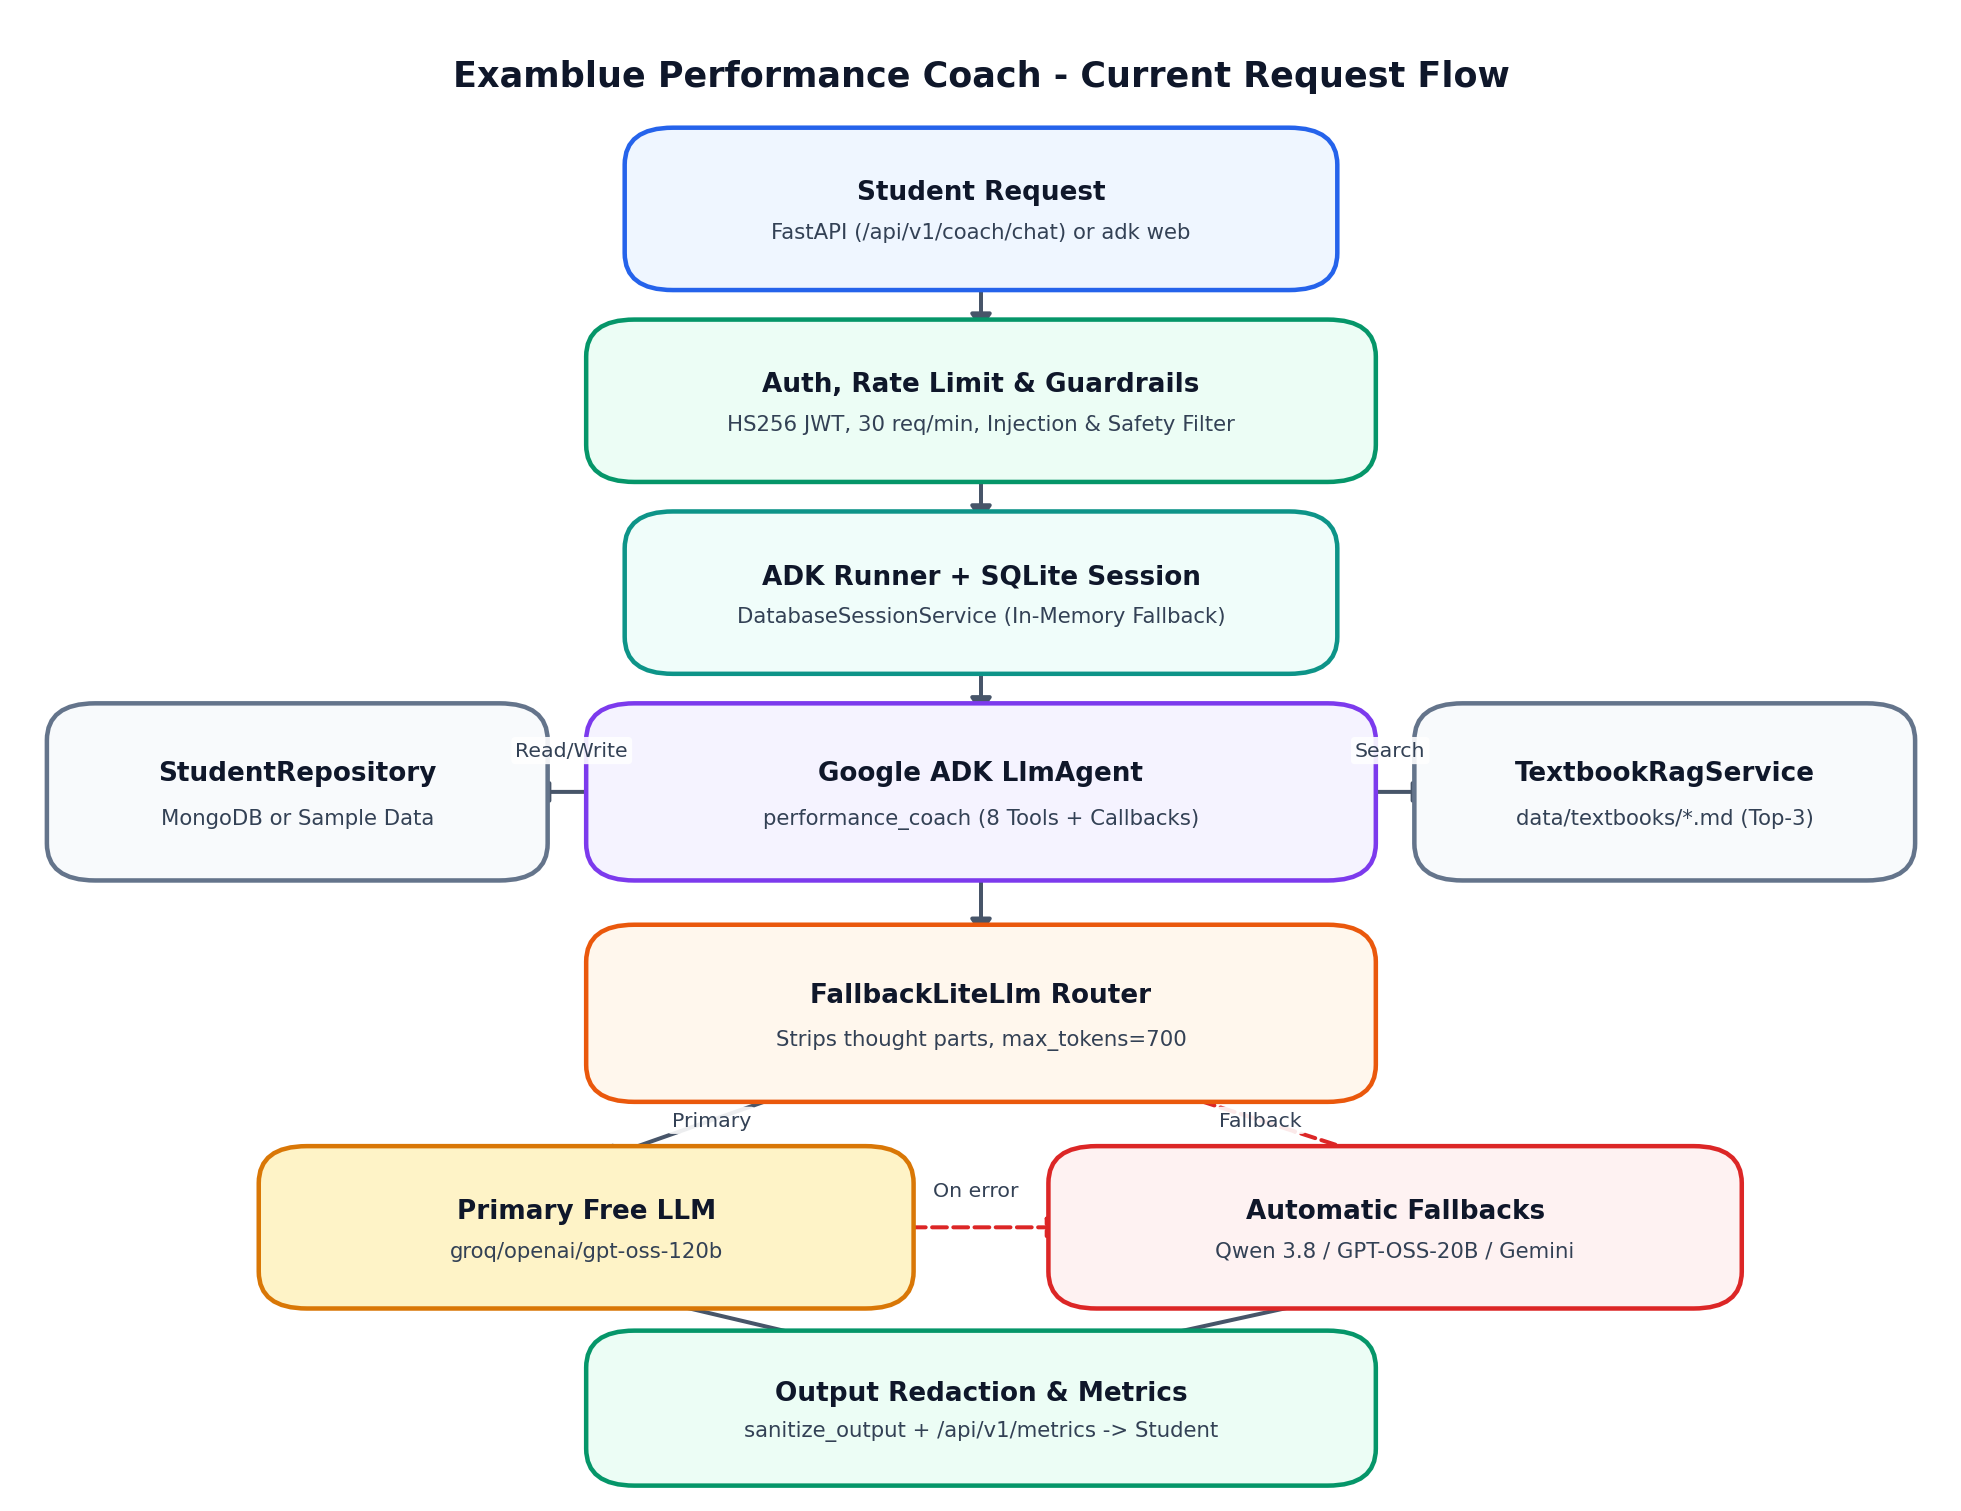 Examblue Performance Coach - Current Request Flow
Student Request
FastAPI (/api/v1/coach/chat) or adk web
Auth, Rate Limit & Guardrails
HS256 JWT, 30 req/min, Injection & Safety Filter
ADK Runner + SQLite Session
DatabaseSessionService (In-Memory Fallback)
Read/Write
Search
StudentRepository
MongoDB or Sample Data
Google ADK LlmAgent
performance_coach (8 Tools + Callbacks)
TextbookRagService
data/textbooks/*.md (Top-3)
FallbackLiteLlm Router
Strips thought parts, max_tokens=700
Primary
Fallback
Primary Free LLM
groq/openai/gpt-oss-120b
On error
Automatic Fallbacks
Qwen 3.8 / GPT-OSS-20B / Gemini
Output Redaction & Metrics
sanitize_output + /api/v1/metrics -> Student